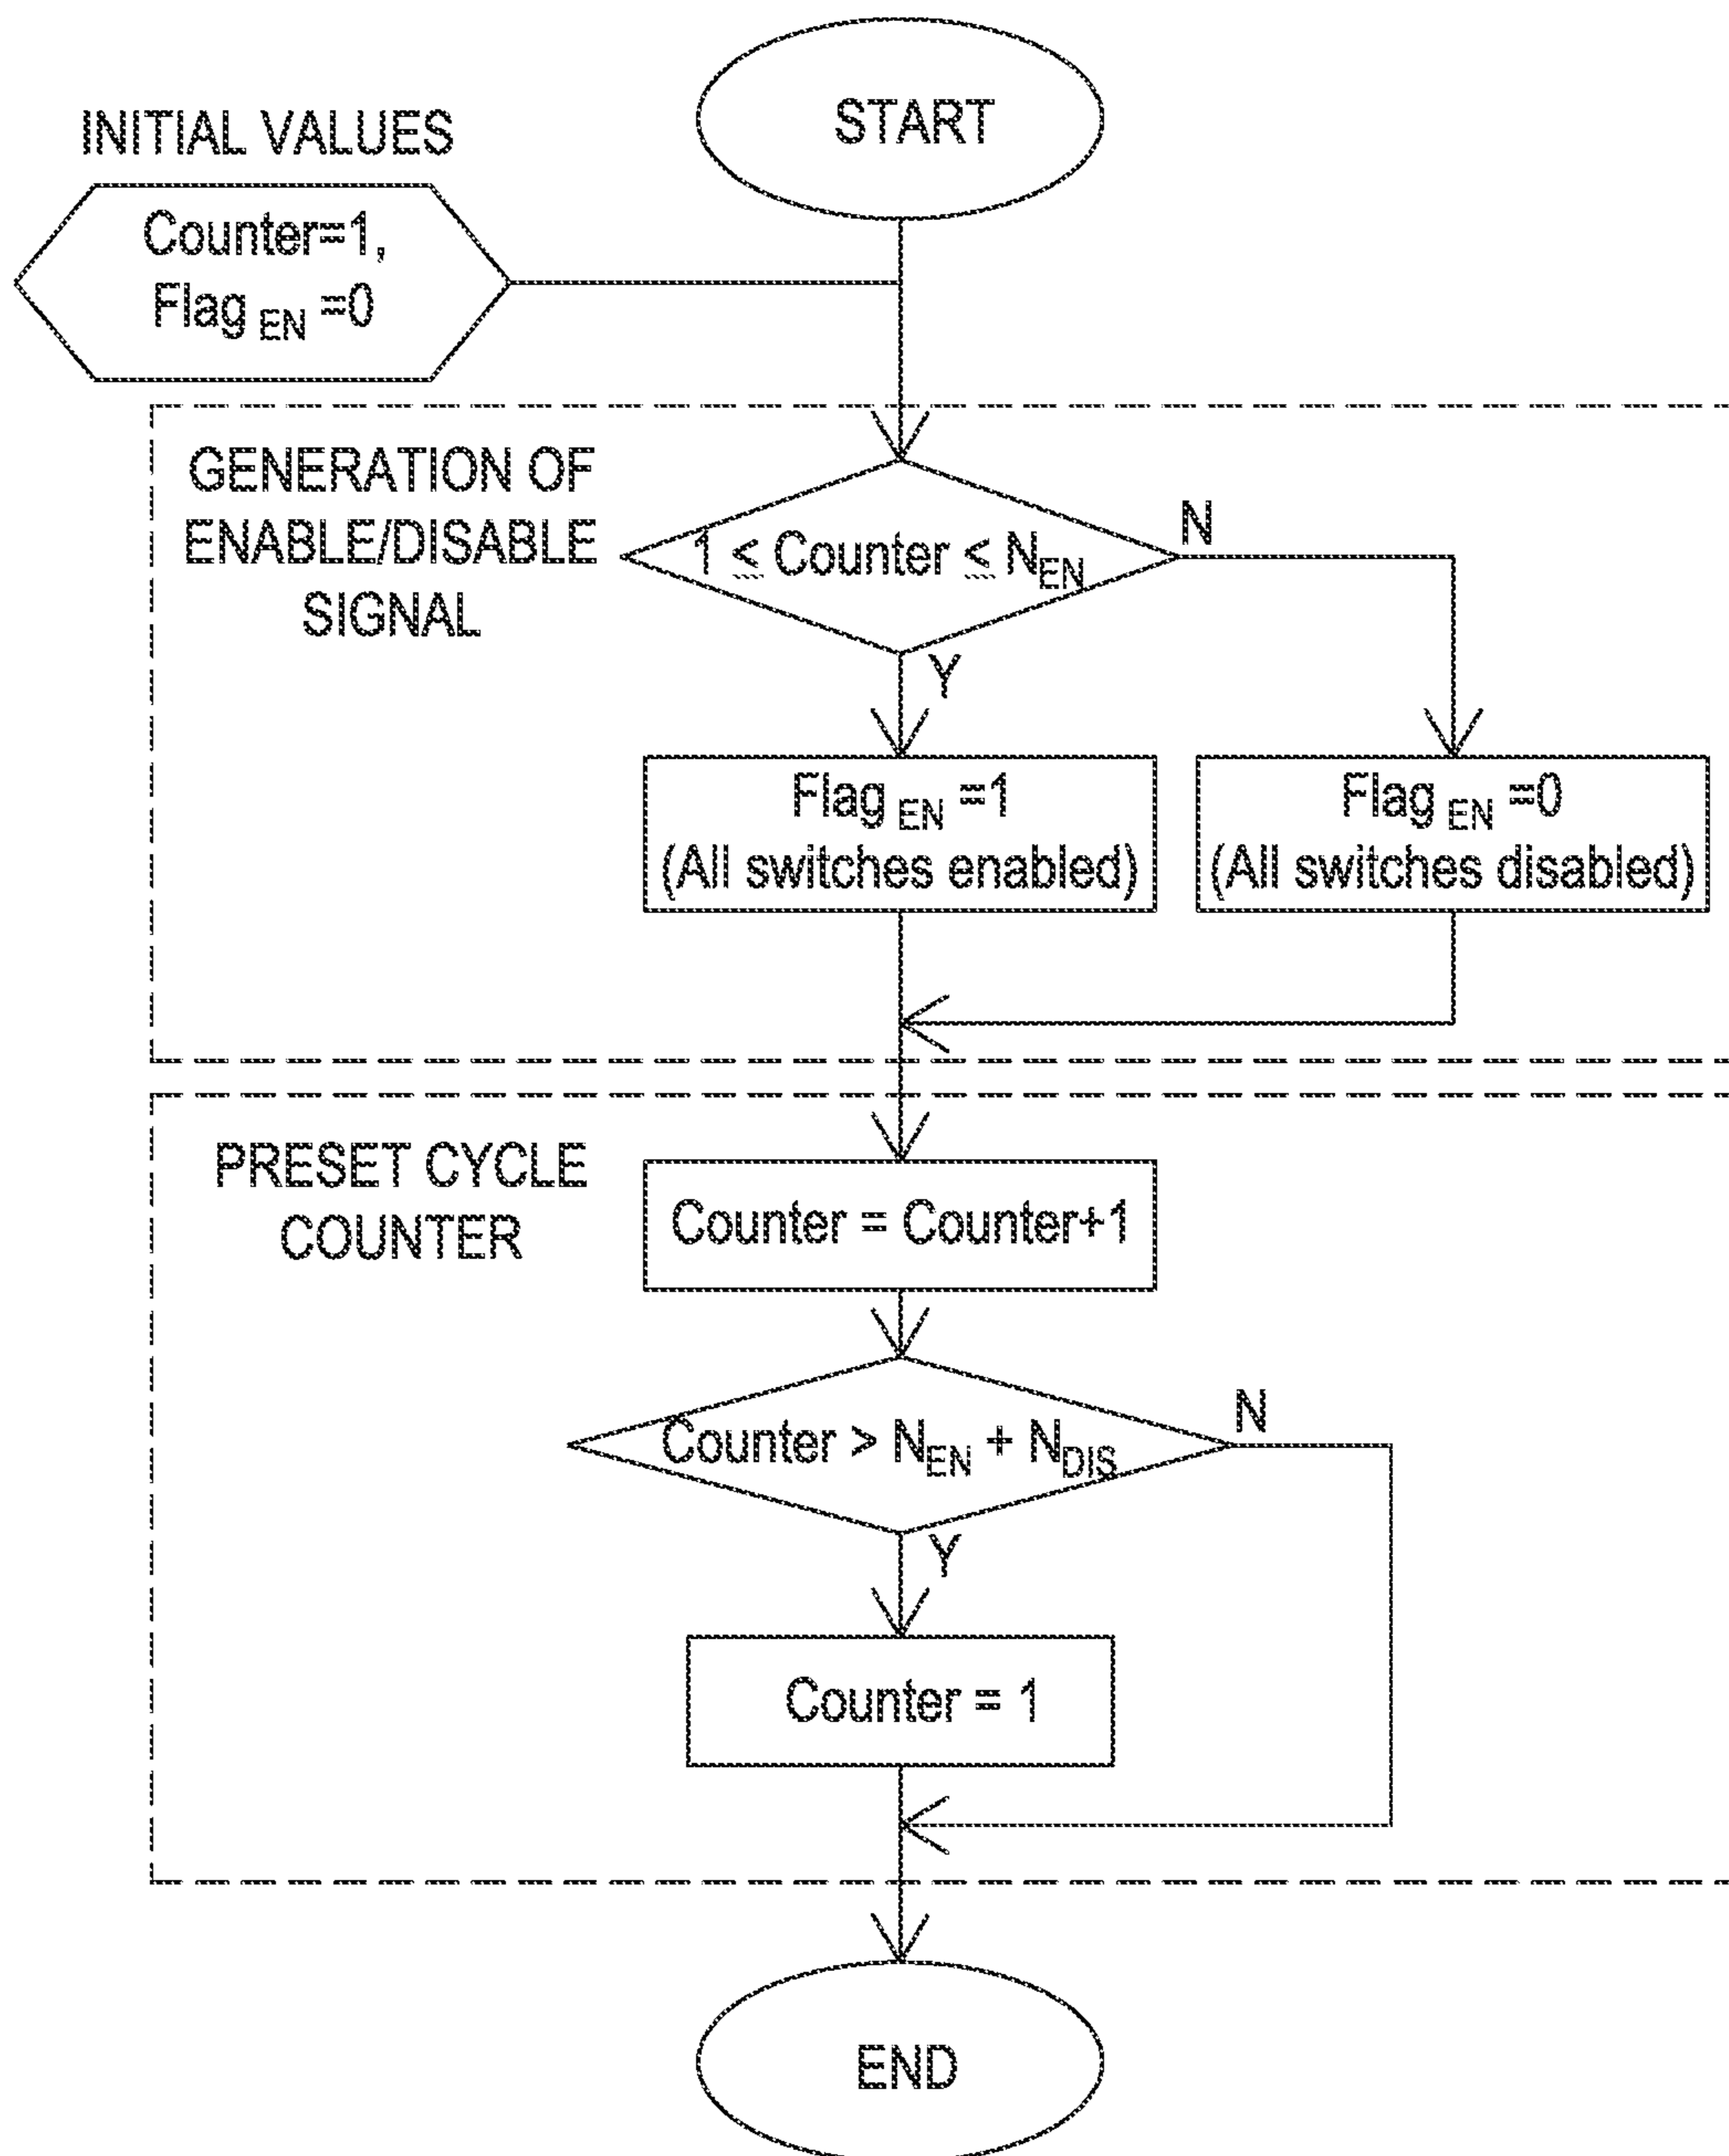 START
INITIAL VALUES
Counter=1,
Flag EN =0
GENERATION OF
ENABLE/DISABLE
SIGNAL
1 ≤ Counter ≤ NEN
N
Y
Flag EN =1
(All switches enabled)
Flag EN =0
(All switches disabled)
PRESET CYCLE
COUNTER
Counter = Counter+1
Counter > NEN + NDIS
N
Y
Counter = 1
END